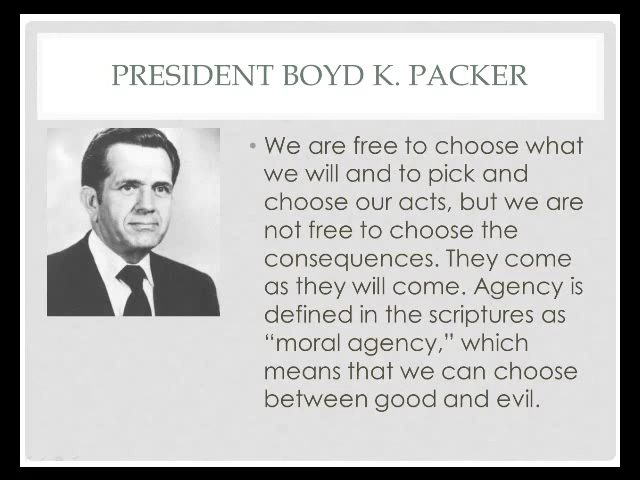 PRESIDENT BOYD K. PACKER
• We are free to choose what
we will and to pick and
choose our acts, but we are
not free to choose the
consequences. They come
as they will come. Agency is
defined in the scriptures as
“moral agency,” which
means that we can choose
between good and evil.